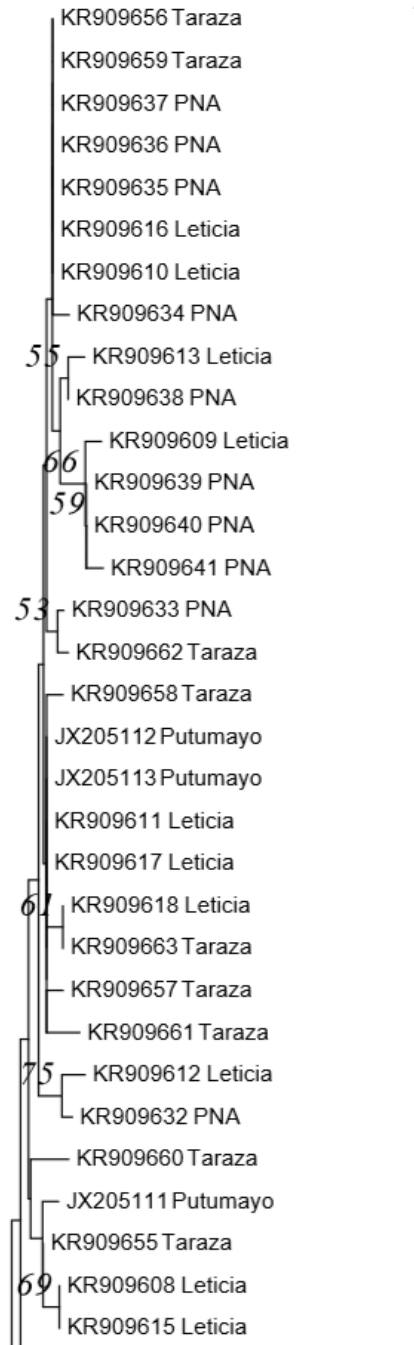 KR909656 Taraza
KR909659 Taraza
KR909637 PNA
KR909636 PNA
KR909635 PNA
KR909616 Leticia
KR909610 Leticia
KR909634 PNA
55
KR909613 Leticia
KR909638 PNA
KR909609 Leticia
66
KR909639 PNA
59
KR909640 PNA
KR909641 PNA
53
KR909633 PNA
KR909662 Taraza
KR909658 Taraza
JX205112 Putumayo
JX205113 Putumayo
KR909611 Leticia
KR909617 Leticia
61
KR909618 Leticia
KR909663 Taraza
KR909657 Taraza
KR909661 Taraza
75
KR909612 Leticia
KR909632 PNA
KR909660 Taraza
JX205111 Putumayo
KR909655 Taraza
69
KR909608 Leticia
KR909615 Leticia